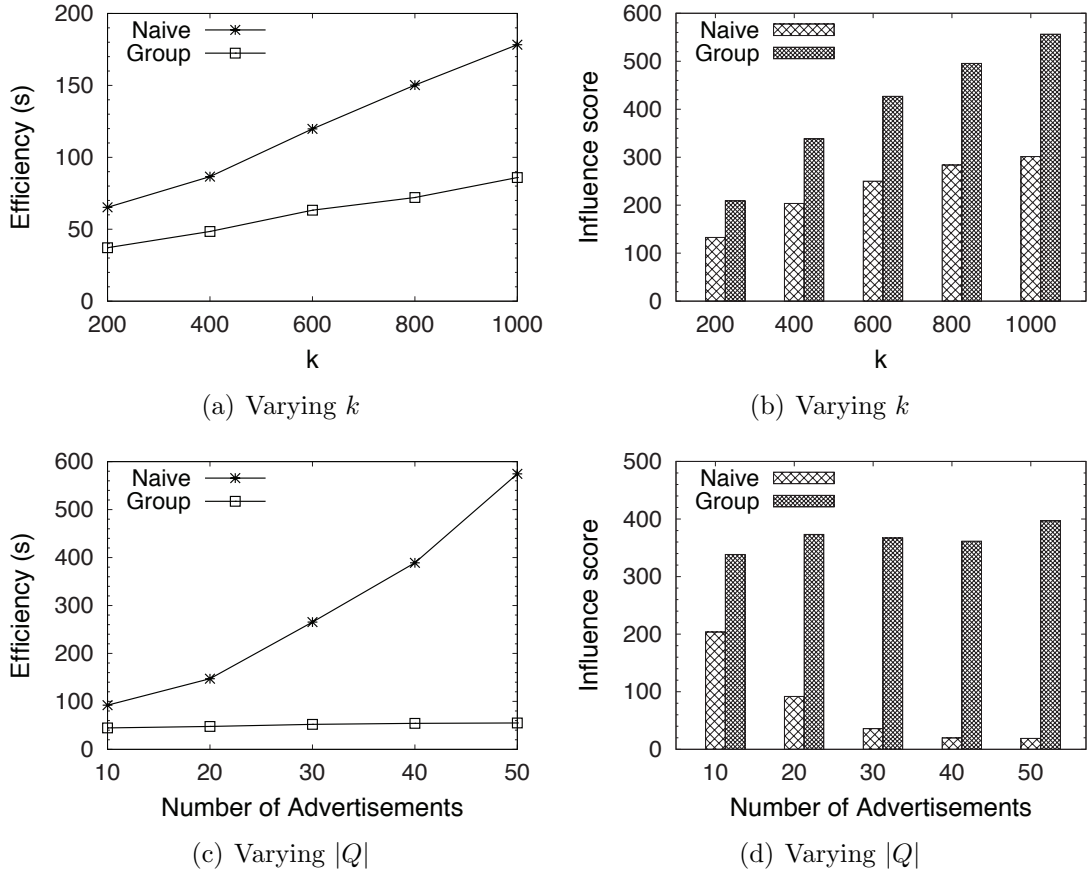 Efficiency (s)
200
150
100
50
0
Naive
Group
200 400 600 800 1000
k
(a) Varying k
Influence score
600
500
400
300
200
100
0
Naive
Group
200 400 600 800 1000
k
(b) Varying k
Efficiency (s)
600
500
400
300
200
100
0
Naive
Group
10 20 30 40 50
Number of Advertisements
(c) Varying |Q|
Influence score
500
400
300
200
100
0
Naive
Group
10 20 30 40 50
Number of Advertisements
(d) Varying |Q|